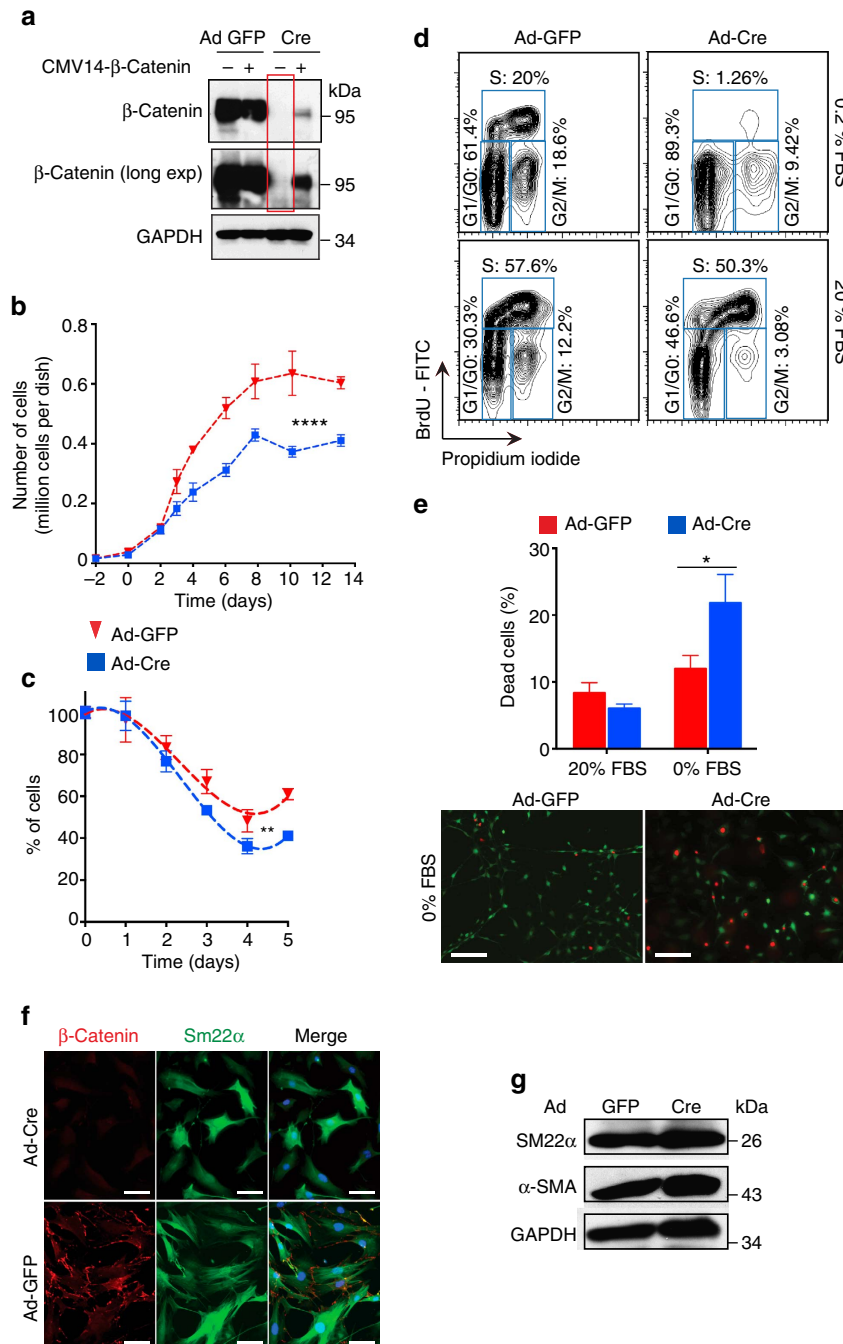 a
Ad GFP Cre
CMV14-β-Catenin − + − + kDa
β-Catenin 95
β-Catenin (long exp) 95
GAPDH 34
b
Number of cells
(million cells per dish)
0.8
0.6
0.4
0.2
0
****
−2 0 2 4 6 8 10 12 14
Time (days)
Ad-GFP
Ad-Cre
c
% of cells
100
80
60
40
20
0
**
0 1 2 3 4 5
Time (days)
d
Ad-GFP Ad-Cre
S: 20%
G1/G0: 61.4%
G2/M: 18.6%
S: 1.26%
G1/G0: 89.3%
G2/M: 9.42%
0.2 % FBS
S: 57.6%
G1/G0: 30.3%
G2/M: 12.2%
S: 50.3%
G1/G0: 46.6%
G2/M: 3.08%
20 % FBS
BrdU - FITC
Propidium iodide
e
Ad-GFP Ad-Cre
Dead cells (%)
30
20
10
0
*
20% FBS 0% FBS
Ad-GFP Ad-Cre
0% FBS
f
β-Catenin Sm22α Merge
Ad-Cre
Ad-GFP
g
Ad GFP Cre kDa
SM22α 26
α-SMA 43
GAPDH 34